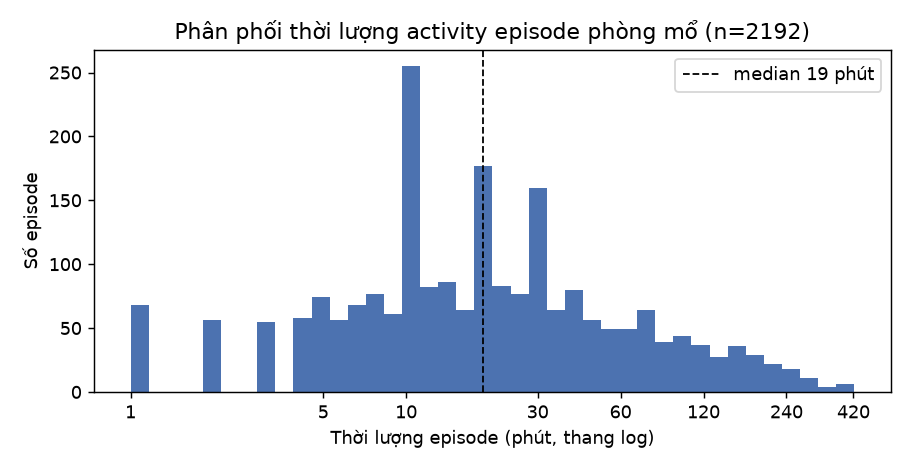 Phân phối thời lượng activity episode phòng mổ (n=2192)
median 19 phút
Số episode
250
200
150
100
50
0
1 5 10 30 60 120 240 420
Thời lượng episode (phút, thang log)